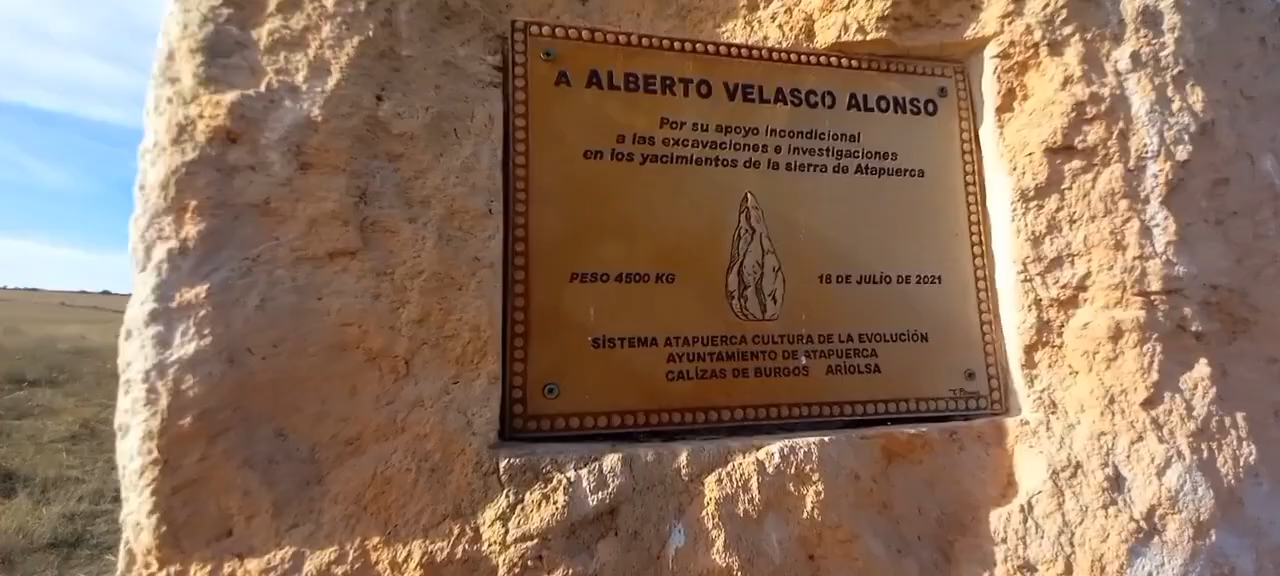 A ALBERTO VELASCO ALONSO
Por su apoyo incondicional
a las excavaciones e investigaciones
en los yacimientos de la sierra de Atapuerca
PESO 4500 KG
18 DE JULIO DE 2021
SISTEMA ATAPUERCA CULTURA DE LA EVOLUCIÓN
AYUNTAMIENTO DE ATAPUERCA
CALIZAS DE BURGOS ARIOLSA